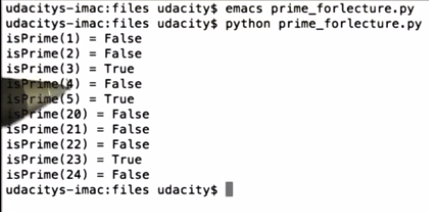 udacitys-imac:files udacity$ emacs prime_forlecture.py
udacitys-imac:files udacity$ python prime_forlecture.py
isPrime(1) = False
isPrime(2) = False
isPrime(3) = True
isPrime(4) = False
isPrime(5) = True
isPrime(20) = False
isPrime(21) = False
isPrime(22) = False
isPrime(23) = True
isPrime(24) = False
udacitys-imac:files udacity$